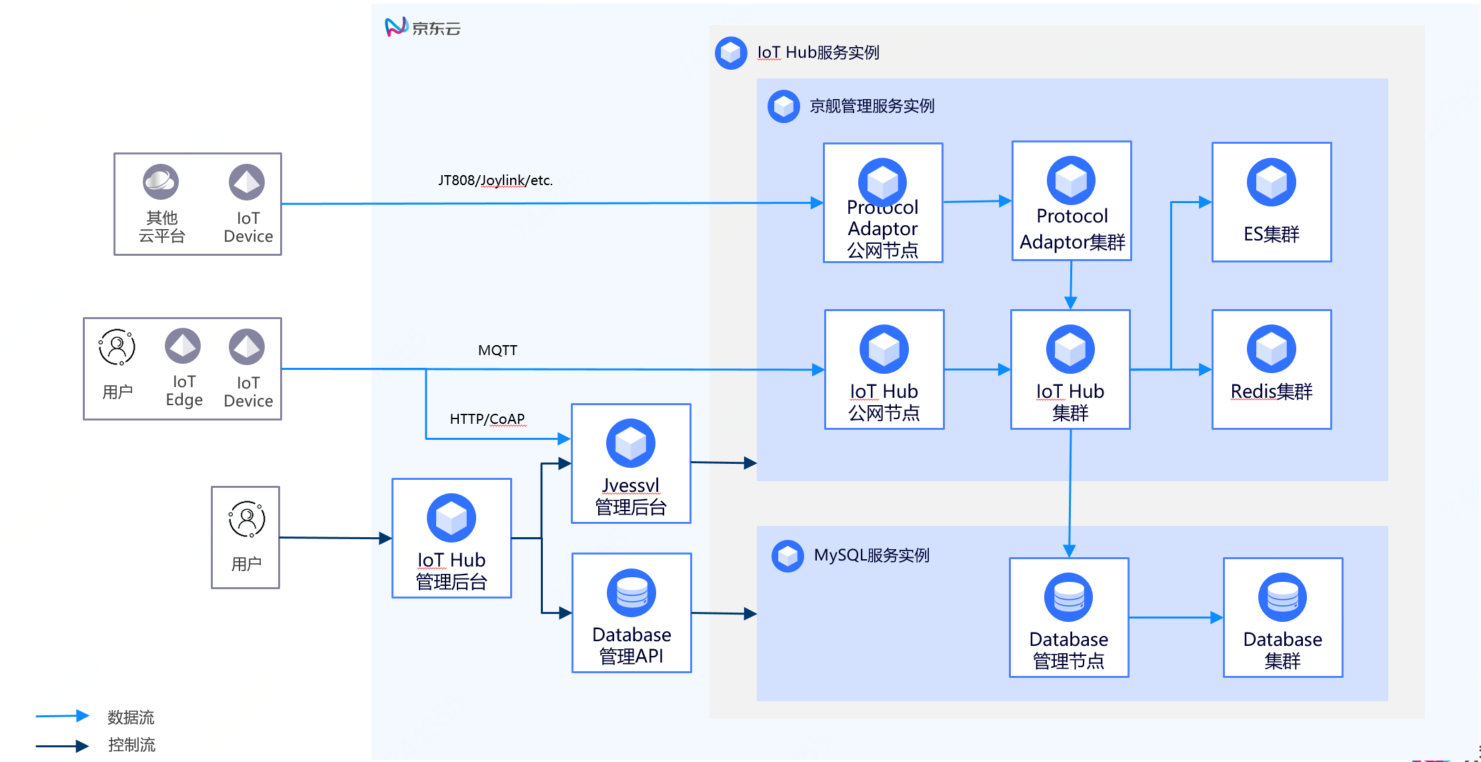 京东云
IoT Hub服务实例
京舰管理服务实例
JT808/Joylink/etc.
其他
云平台
IoT
Device
Protocol
Adaptor
公网节点
Protocol
Adaptor集群
ES集群
MQTT
用户
IoT
Edge
IoT
Device
HTTP/CoAP
IoT Hub
公网节点
IoT Hub
集群
Redis集群
Jvessvl
管理后台
用户
IoT Hub
管理后台
Database
管理API
MySQL服务实例
Database
管理节点
Database
集群
数据流
控制流